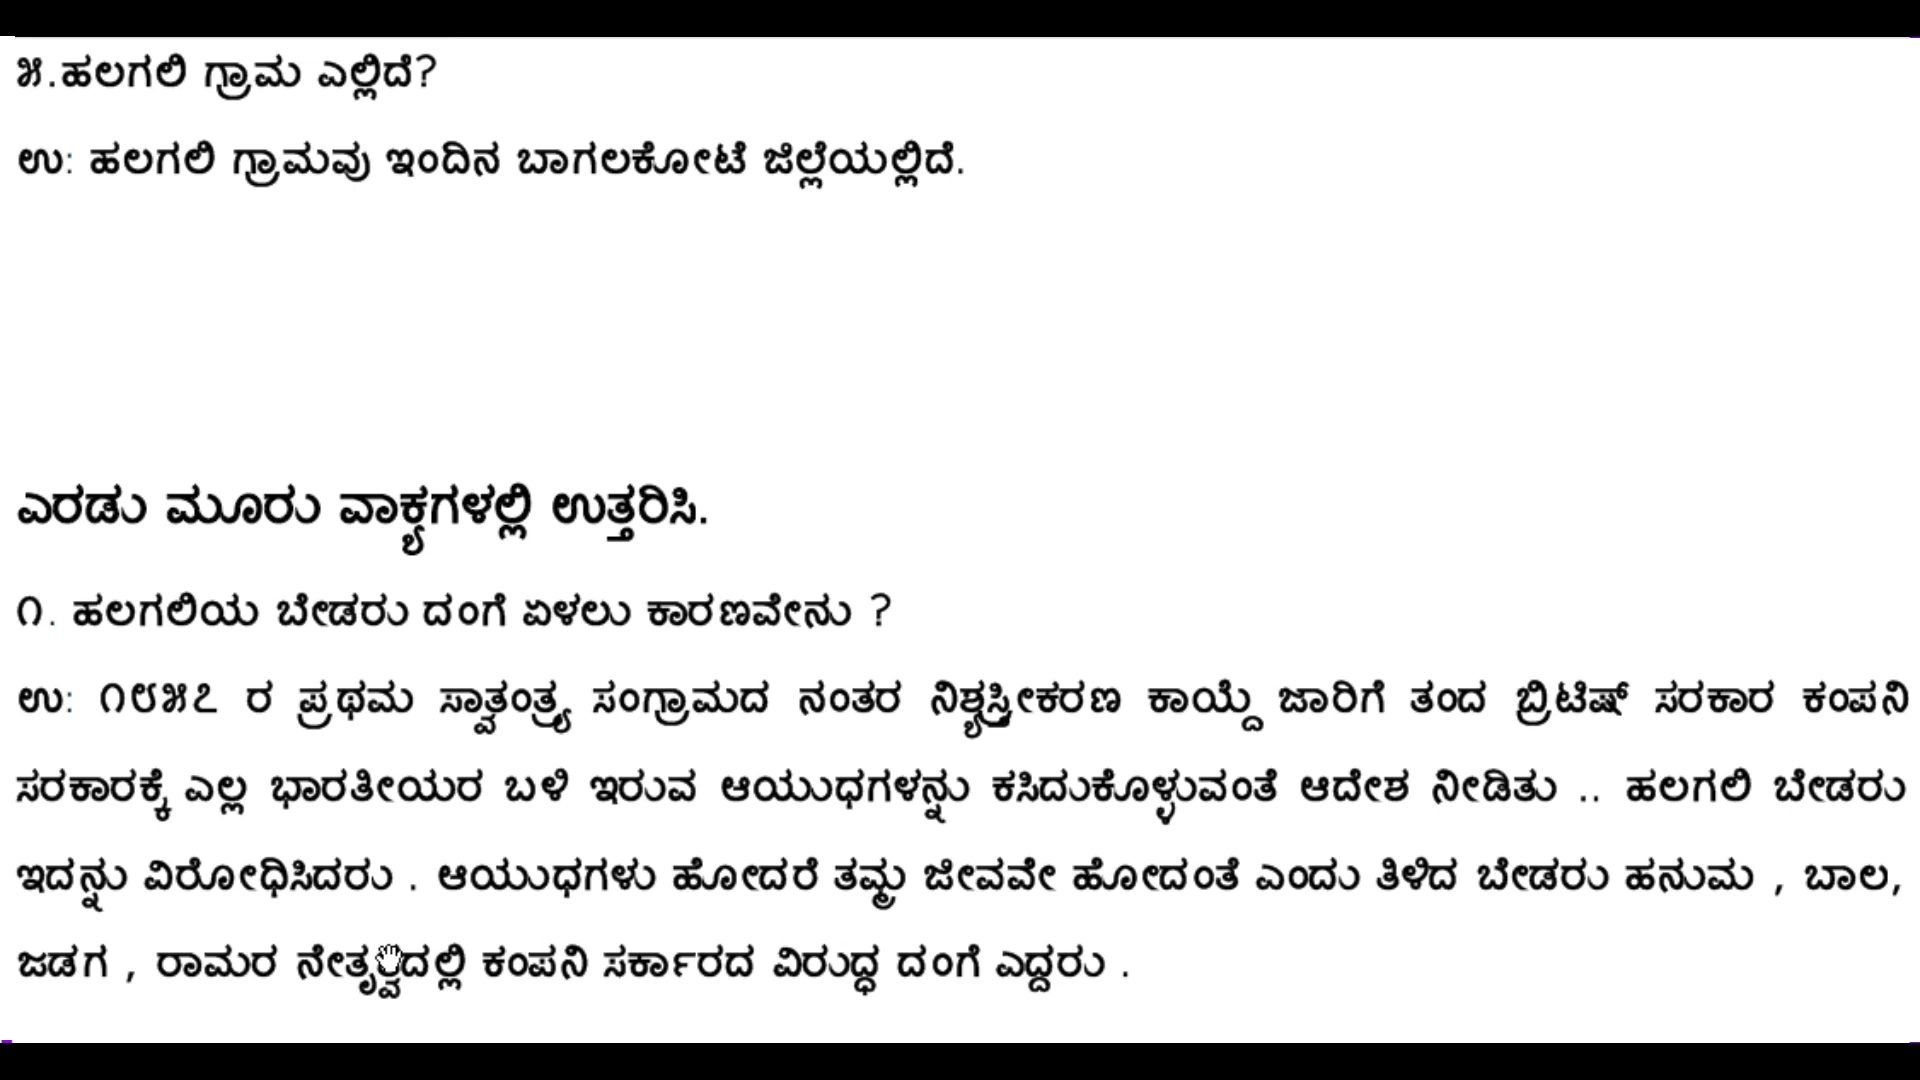 ೫.ಹಲಗಲಿ ಗ್ರಾಮ ಎಲ್ಲಿದೆ?
ಉ: ಹಲಗಲಿ ಗ್ರಾಮವು ಇಂದಿನ ಬಾಗಲಕೋಟೆ ಜಿಲ್ಲೆಯಲ್ಲಿದೆ.
ಎರಡು ಮೂರು ವಾಕ್ಯಗಳಲ್ಲಿ ಉತ್ತರಿಸಿ.
೧. ಹಲಗಲಿಯ ಬೇಡರು ದಂಗೆ ಏಳಲು ಕಾರಣವೇನು ?
ಉ: ೧೮೫೭ ರ ಪ್ರಥಮ ಸ್ವಾತ್ವಂತ್ರ್ಯ ಸಂಗ್ರಾಮದ ನಂತರ ನಿಶ್ಯಸ್ತ್ರೀಕರಣ ಕಾಯ್ದೆ ಜಾರಿಗೆ ತಂದ ಬ್ರಿಟಿಷ್ ಸರಕಾರ ಕಂಪನಿ
ಸರಕಾರಕ್ಕೆ ಎಲ್ಲ ಭಾರತೀಯರ ಬಳಿ ಇರುವ ಆಯುಧಗಳನ್ನು ಕಸಿದುಕೊಳ್ಳುವಂತೆ ಆದೇಶ ನೀಡಿತು .. ಹಲಗಲಿ ಬೇಡರು
ಇದನ್ನು ವಿರೋಧಿಸಿದರು . ಆಯುಧಗಳು ಹೋದರೆ ತಮ್ಮ ಜೀವವೇ ಹೋದಂತೆ ಎಂದು ತಿಳಿದ ಬೇಡರು ಹನುಮ , ಬಾಲ,
ಜಡಗ , ರಾಮರ ನೇತೃತ್ವದಲ್ಲಿ ಕಂಪನಿ ಸರ್ಕಾರದ ವಿರುದ್ಧ ದಂಗೆ ಎದ್ದರು .